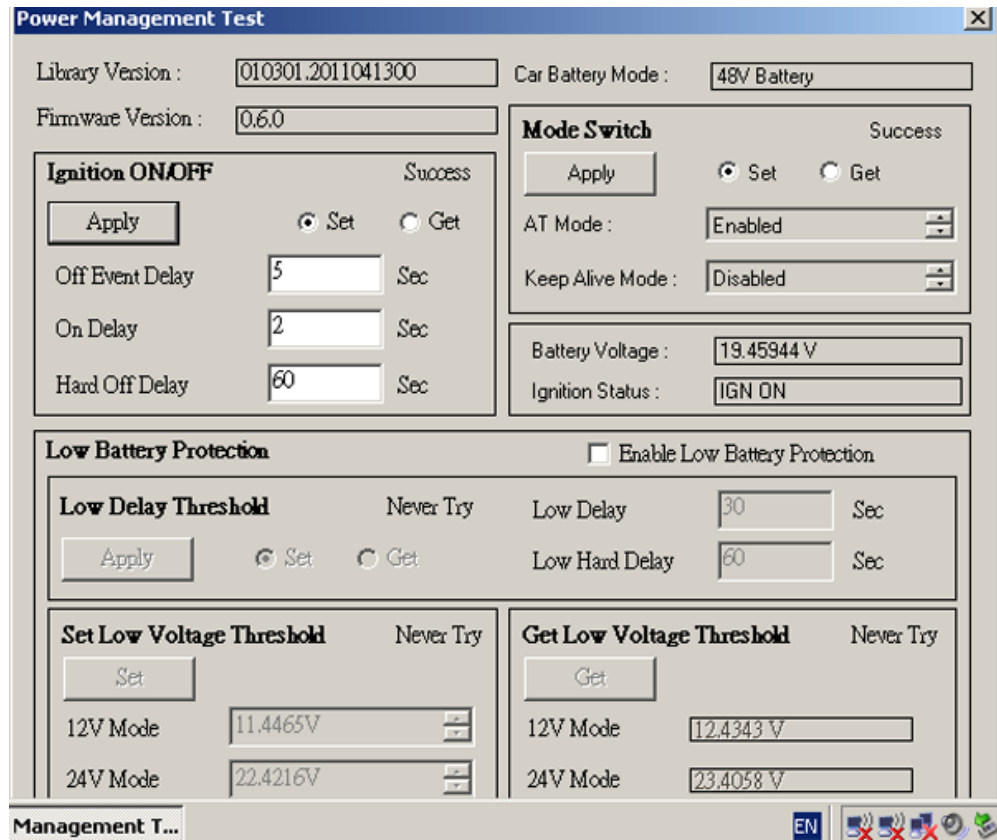 Power Management Test
Library Version : 010301.2011041300
Firmware Version : 0.6.0
Car Battery Mode : 48V Battery
Ignition ON/OFF Success
Apply Set Get
Off Event Delay 5 Sec
On Delay 2 Sec
Hard Off Delay 60 Sec
Mode Switch Success
Apply Set Get
AT Mode : Enabled
Keep Alive Mode : Disabled
Battery Voltage : 19.45944 V
Ignition Status : IGN ON
Low Battery Protection Enable Low Battery Protection
Low Delay Threshold Never Try
Apply Set Get
Low Delay 30 Sec
Low Hard Delay 60 Sec
Set Low Voltage Threshold Never Try
Set
12V Mode 11.4465V
24V Mode 22.4216V
Get Low Voltage Threshold Never Try
Get
12V Mode 12.4343 V
24V Mode 23.4058 V
Management T... EN